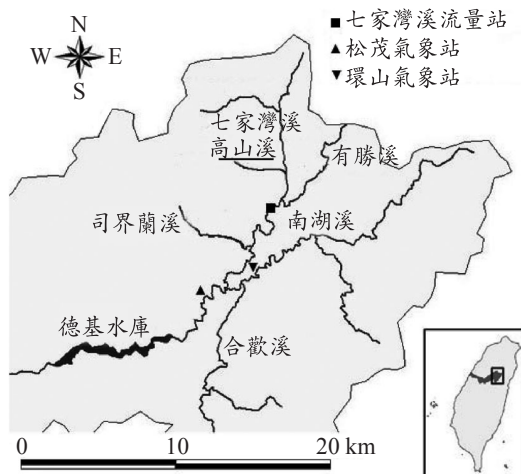 N
W E
S
■七家灣溪流量站
▲松茂氣象站
▼環山氣象站
七家灣溪
高山溪
有勝溪
司界蘭溪
南湖溪
德基水庫
合歡溪
0 10 20 km